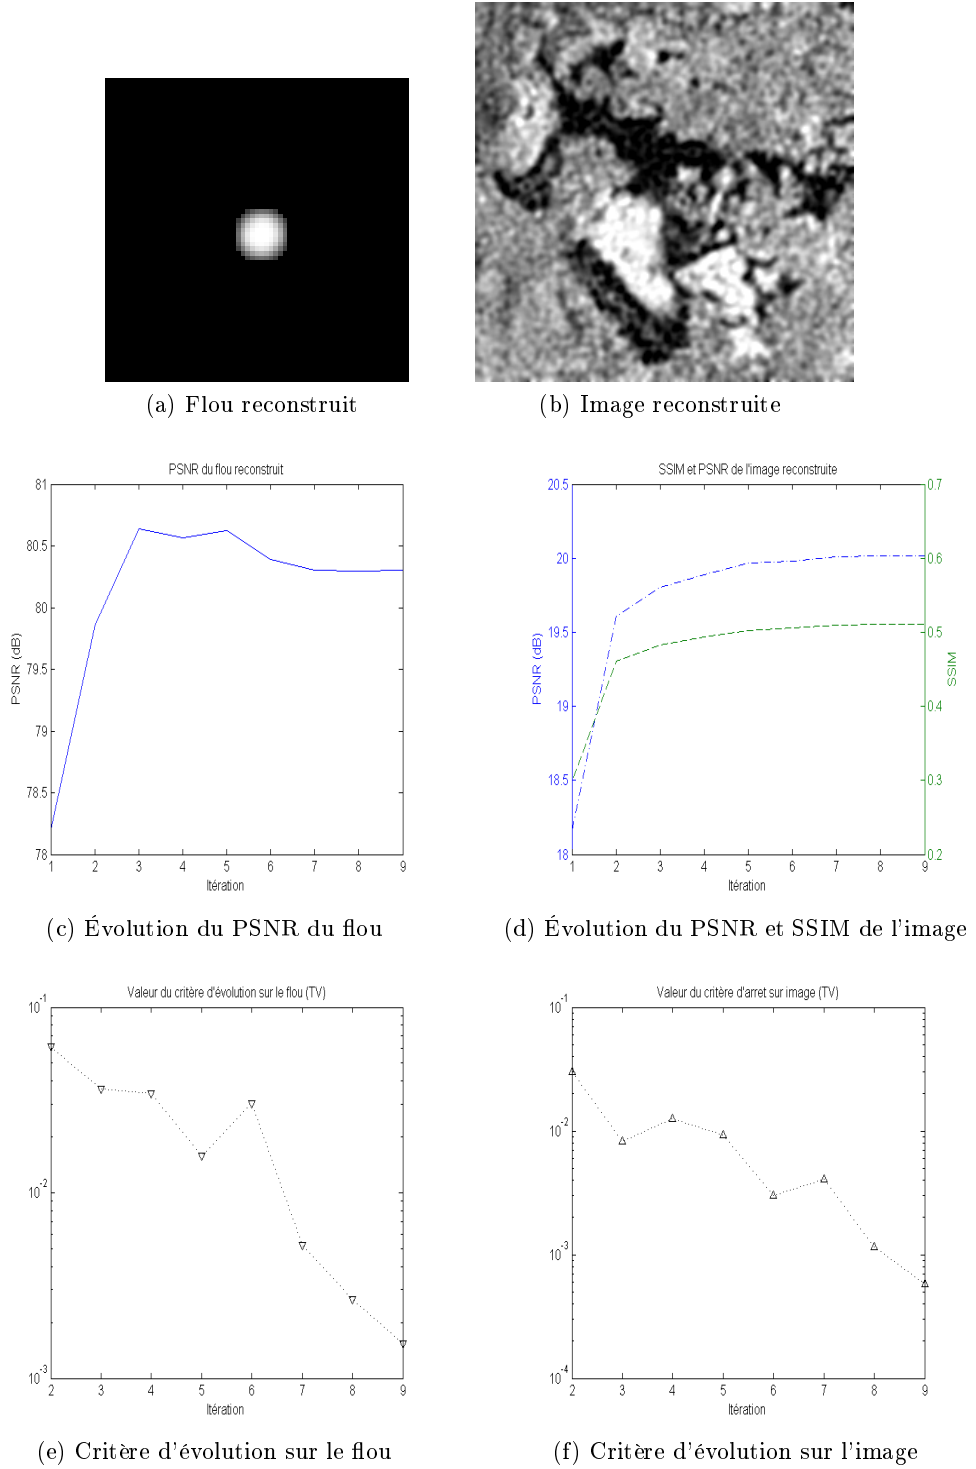 (a) Flou reconstruit
(b) Image reconstruite
PSNR du flou reconstruit
81
80.5
80
79.5
79
78.5
78
PSNR (dB)
1 2 3 4 5 6 7 8 9
Itération
(c) Évolution du PSNR du flou
SSIM et PSNR de l'image reconstruite
20.5
20
19.5
19
18.5
18
PSNR (dB)
0.7
0.6
0.5
0.4
0.3
0.2
SSIM
1 2 3 4 5 6 7 8 9
Itération
(d) Évolution du PSNR et SSIM de l'image
Valeur du critère d'évolution sur le flou (TV)
10^-1
10^-2
10^-3
2 3 4 5 6 7 8 9
Itération
(e) Critère d'évolution sur le flou
Valeur du critère d'arret sur image (TV)
10^-1
10^-2
10^-3
10^-4
2 3 4 5 6 7 8 9
Itération
(f) Critère d'évolution sur l'image